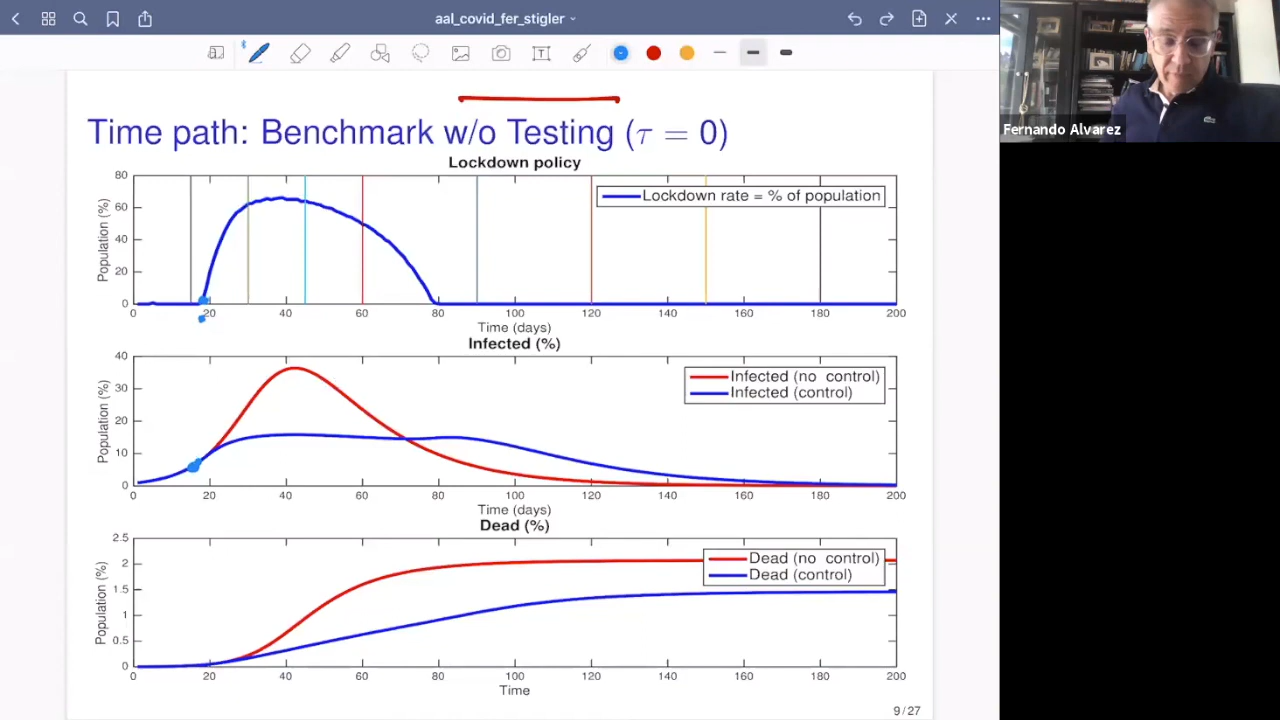 aal_covid_fer_stigler
T
Fernando Alvarez
Time path: Benchmark w/o Testing (τ = 0)
Lockdown policy
Lockdown rate = % of population
Population (%)
80
60
40
20
0
0 20 40 60 80 100 120 140 160 180 200
Time (days)
Infected (%)
Infected (no control)
Infected (control)
Population (%)
40
30
20
10
0
0 20 40 60 80 100 120 140 160 180 200
Time (days)
Dead (%)
Dead (no control)
Dead (control)
Population (%)
2.5
2
1.5
1
0.5
0
0 20 40 60 80 100 120 140 160 180 200
Time
9 / 27